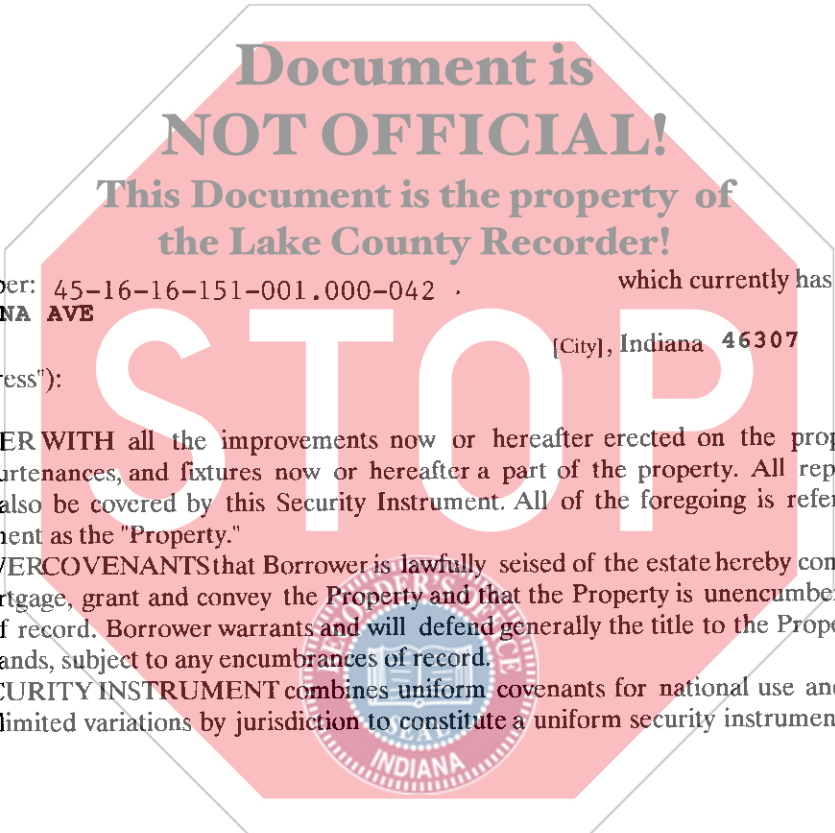 Document is
NOT OFFICIAL!
This Document is the property of
the Lake County Recorder!
er: 45-16-16-151-001.000-042 . which currently has
NA AVE
[City], Indiana 46307
ress"):
STOP
ER WITH all the improvements now or hereafter erected on the prop
urtenances, and fixtures now or hereafter a part of the property. All rep
also be covered by this Security Instrument. All of the foregoing is refer
nent as the "Property."
VERCOVENANTS that Borrower is lawfully seised of the estate hereby con
rtgage, grant and convey the Property and that the Property is unencumbe
f record. Borrower warrants and will defend generally the title to the Prope
ands, subject to any encumbrances of record.
CURITY INSTRUMENT combines uniform covenants for national use and
limited variations by jurisdiction to constitute a uniform security instrumen
SEAL
INDIANA